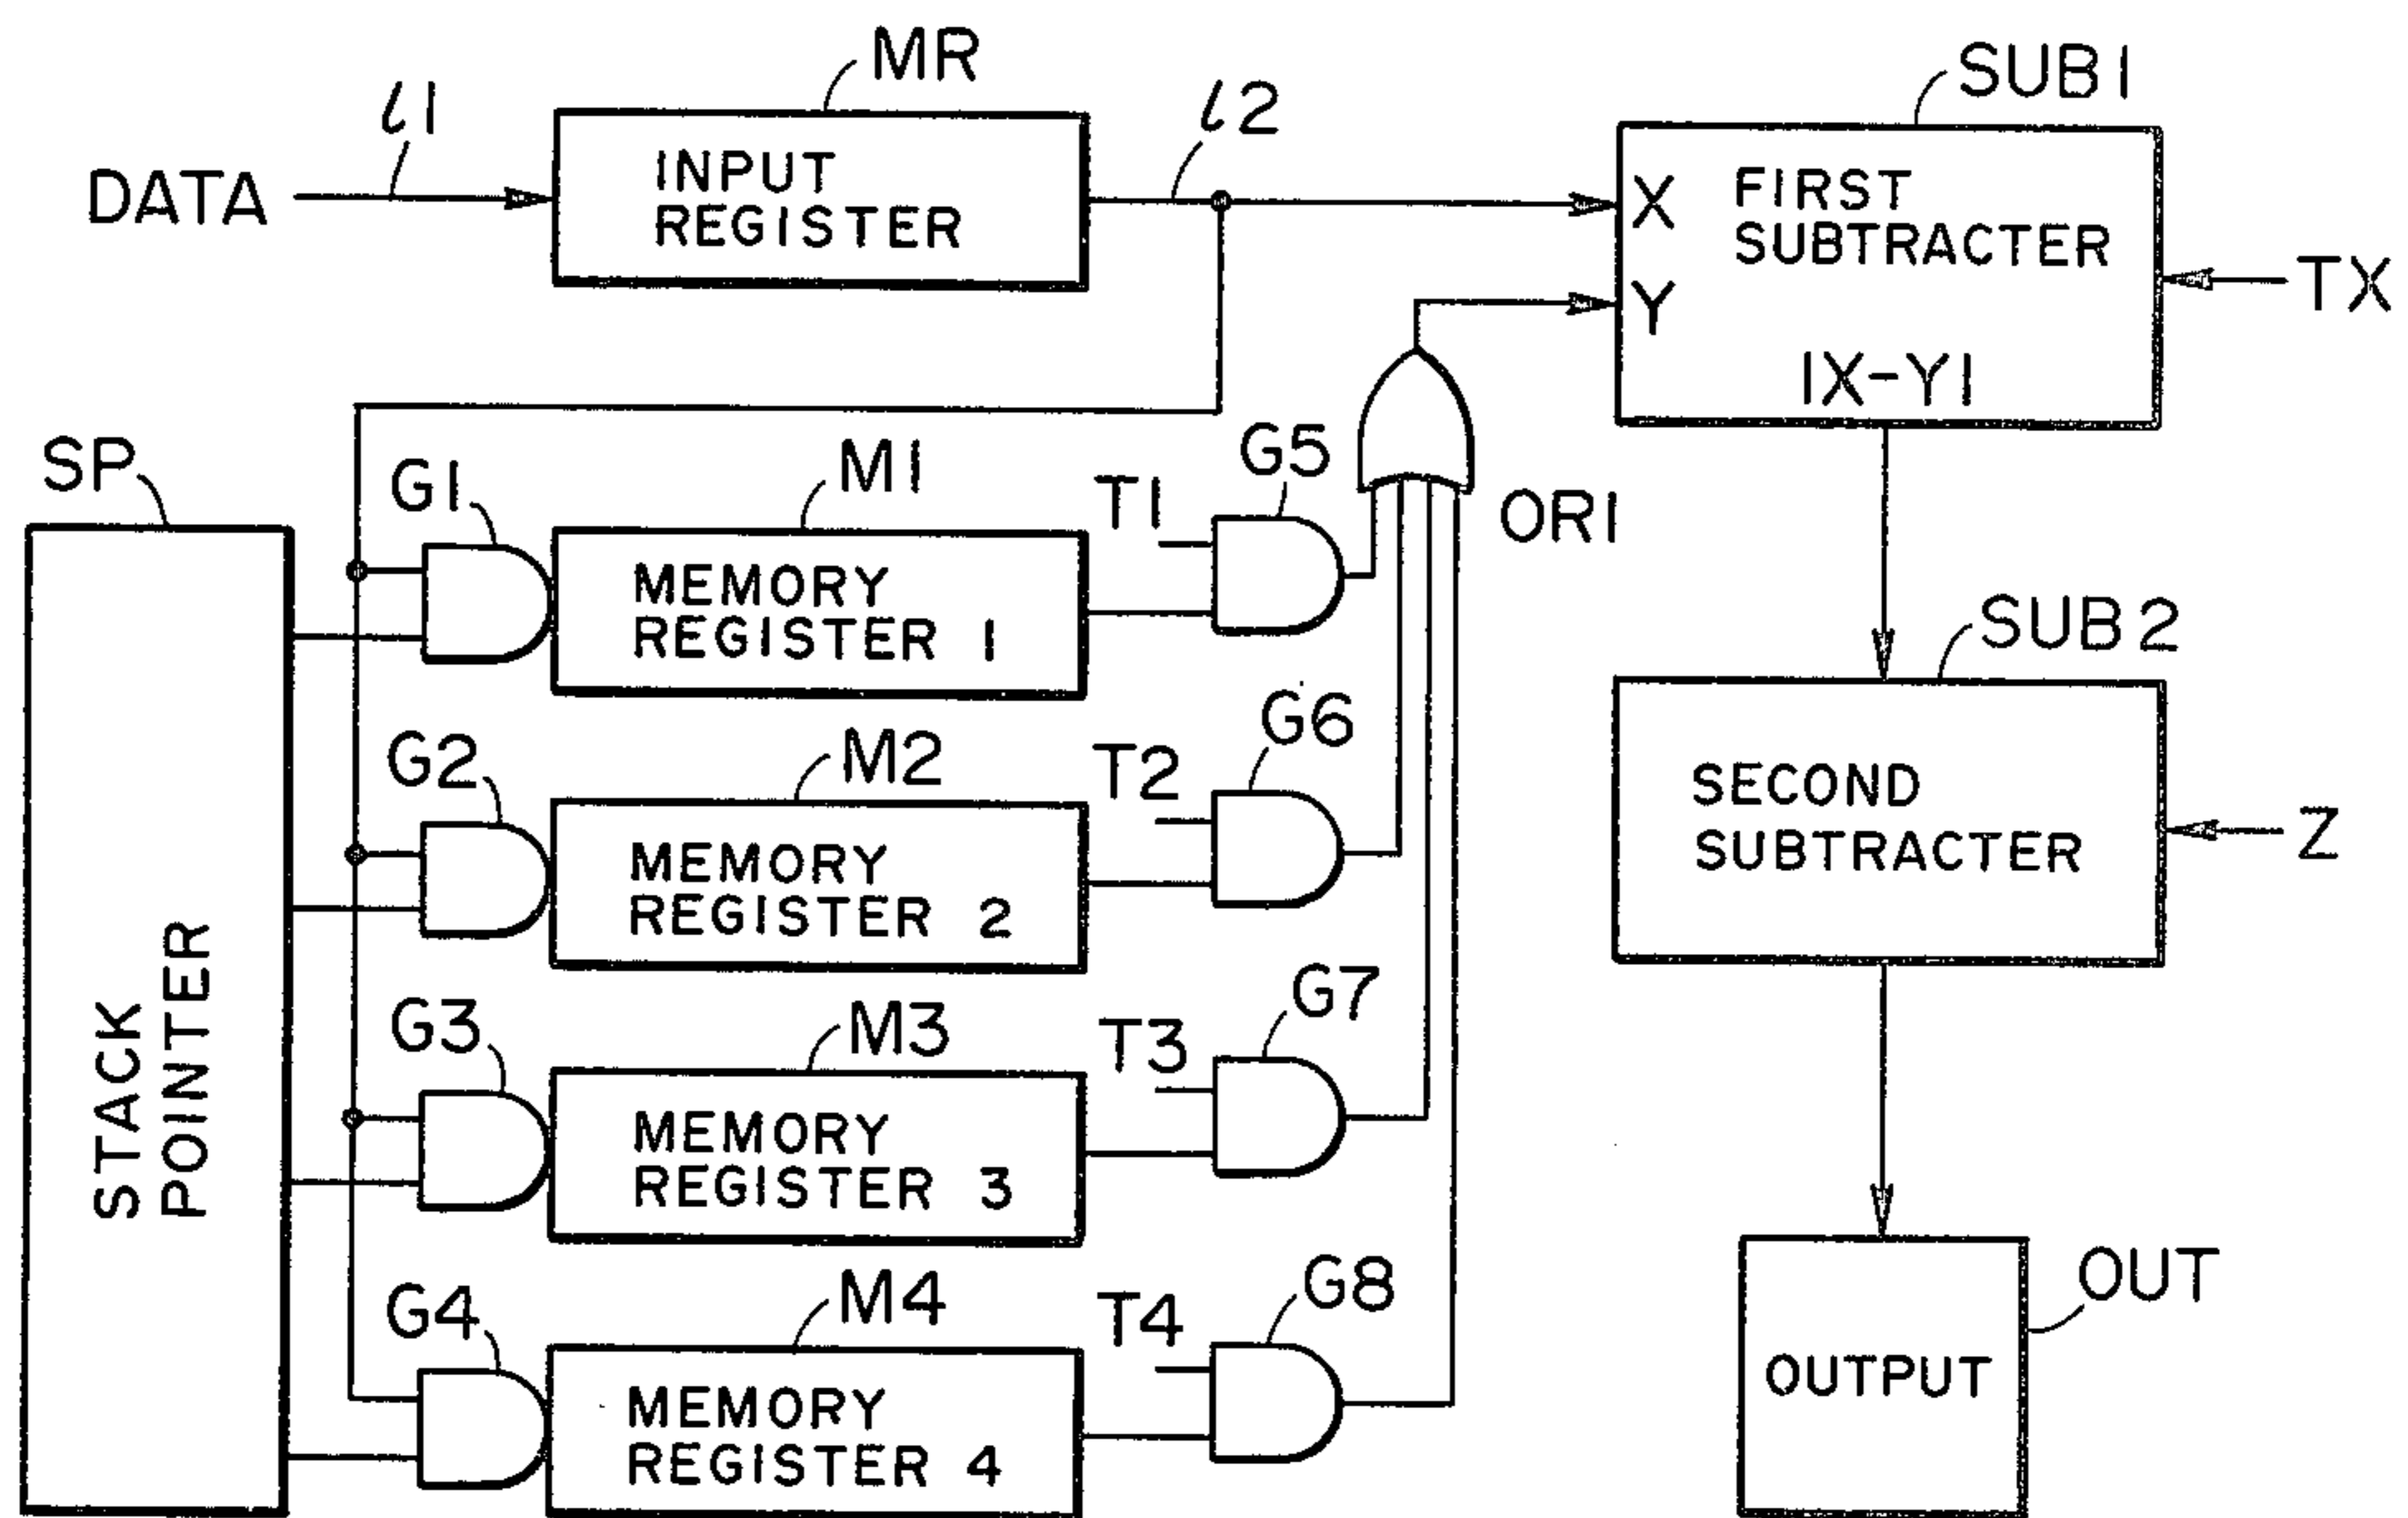 MR
SUB1
l1
l2
DATA
INPUT
REGISTER
X
FIRST
SUBTRACTER
TX
Y
|X-Y|
SP
G1
M1
T1
G5
OR1
MEMORY
REGISTER 1
SUB2
G2
M2
T2
G6
MEMORY
REGISTER 2
SECOND
SUBTRACTER
Z
STACK
POINTER
G3
M3
T3
G7
MEMORY
REGISTER 3
G4
M4
T4
G8
MEMORY
REGISTER 4
OUT
OUTPUT